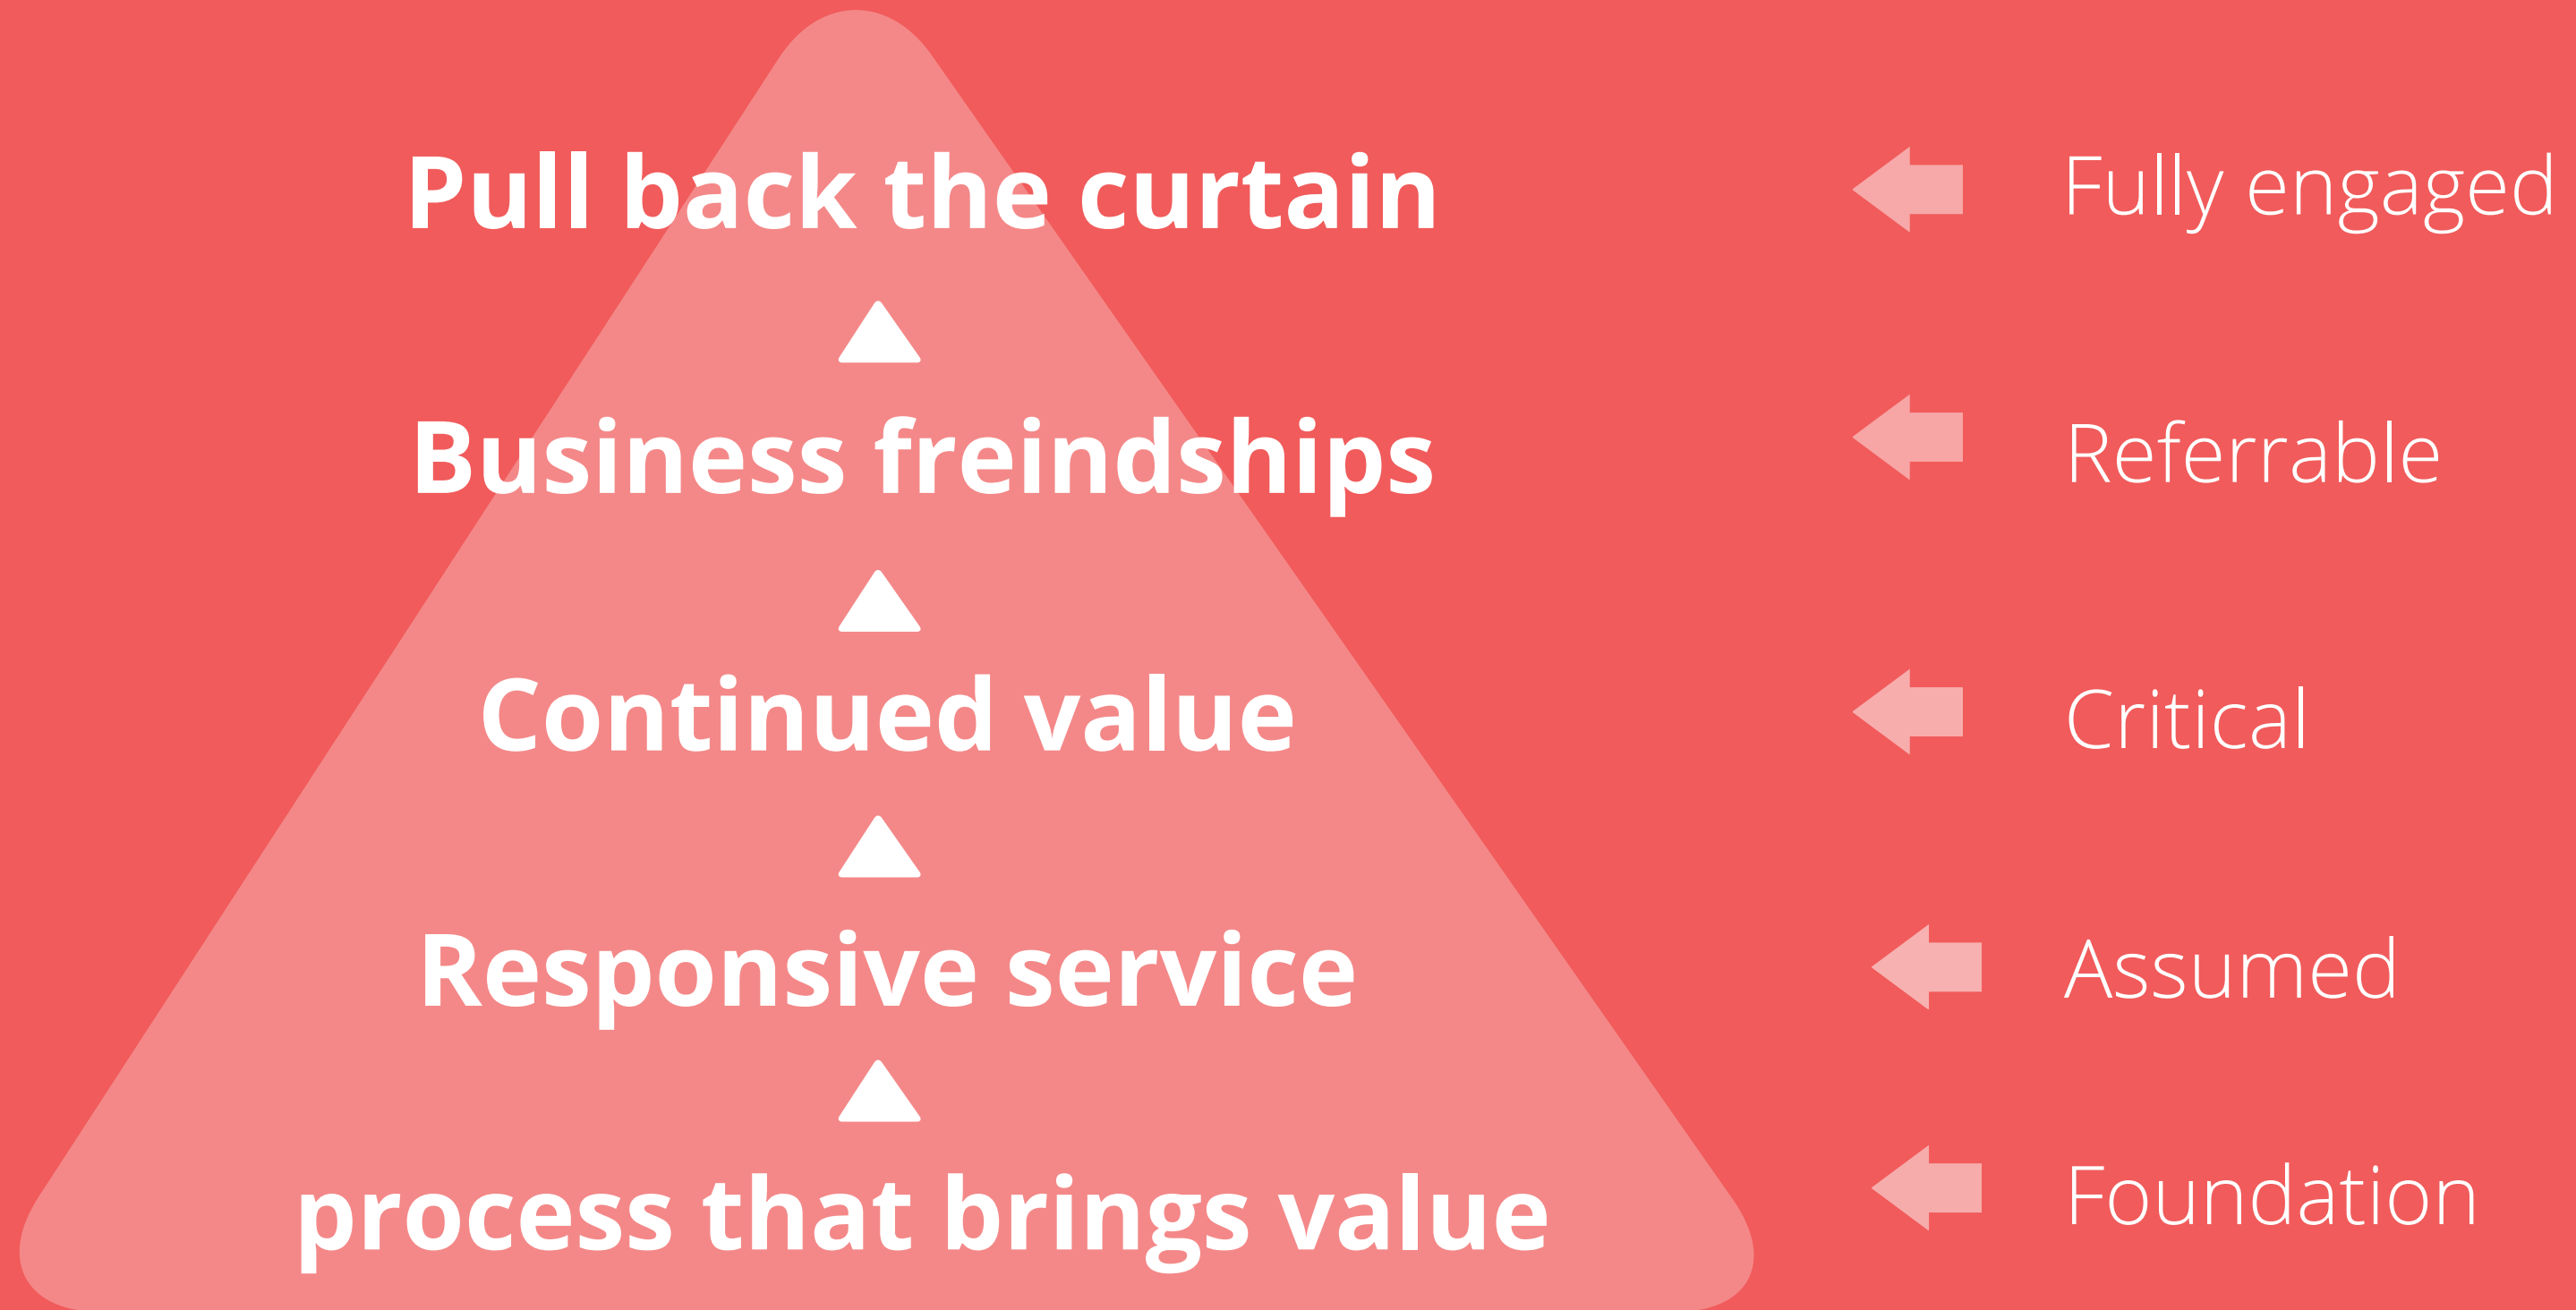 Pull back the curtain
Fully engaged
Business freindships
Referrable
Continued value
Critical
Responsive service
Assumed
process that brings value
Foundation